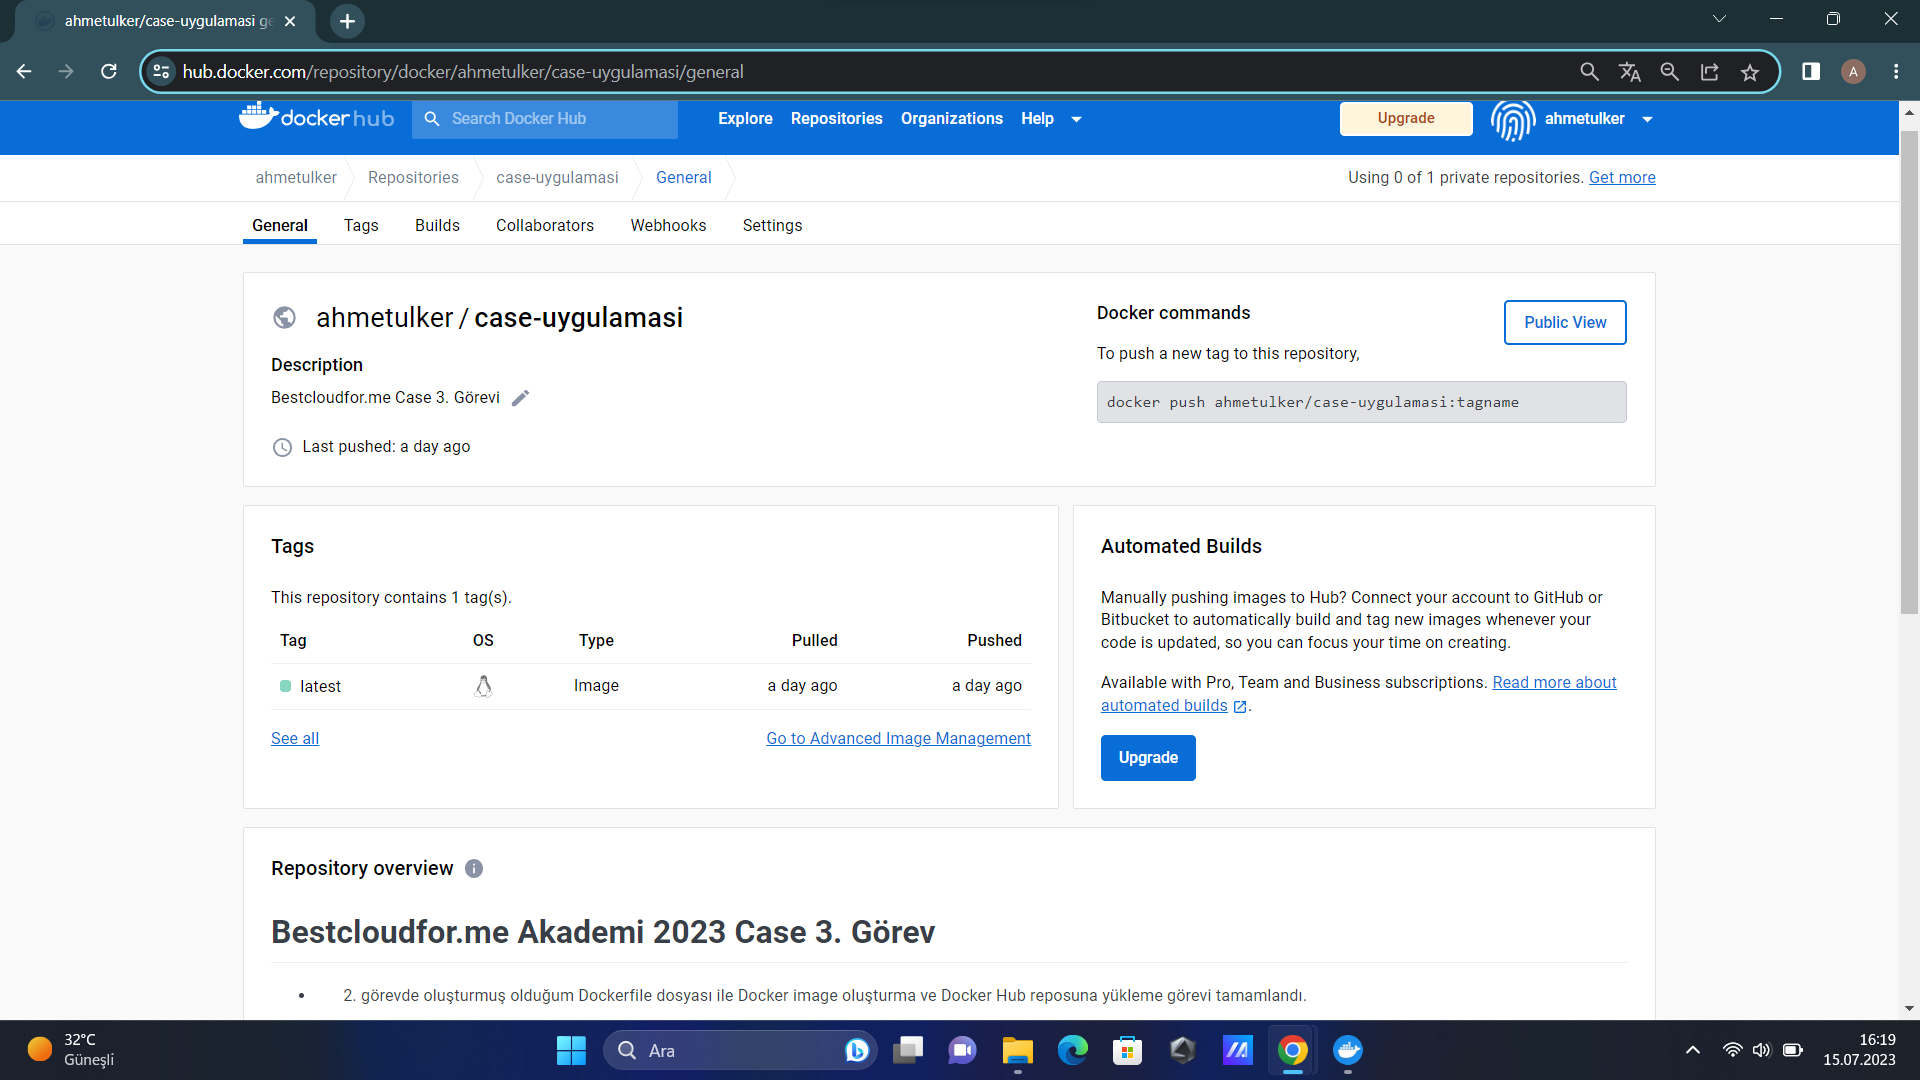 ahmetulker/case-uygulamasi ge
hub.docker.com/repository/docker/ahmetulker/case-uygulamasi/general
A
docker hub
Search Docker Hub
Explore
Repositories
Organizations
Help
Upgrade
ahmetulker
ahmetulker
Repositories
case-uygulamasi
General
Using 0 of 1 private repositories. Get more
General
Tags
Builds
Collaborators
Webhooks
Settings
ahmetulker / case-uygulamasi
Description
Bestcloudfor.me Case 3. Görevi
Last pushed: a day ago
Docker commands
Public View
To push a new tag to this repository,
docker push ahmetulker/case-uygulamasi:tagname
Tags
This repository contains 1 tag(s).
Tag OS Type Pulled Pushed
latest Image a day ago a day ago
See all
Go to Advanced Image Management
Automated Builds
Manually pushing images to Hub? Connect your account to GitHub or
Bitbucket to automatically build and tag new images whenever your
code is updated, so you can focus your time on creating.
Available with Pro, Team and Business subscriptions. Read more about
automated builds.
Upgrade
Repository overview
Bestcloudfor.me Akademi 2023 Case 3. Görev
• 2. görevde oluşturmuş olduğum Dockerfile dosyası ile Docker image oluşturma ve Docker Hub reposuna yükleme görevi tamamlandı.
32°C
Güneşli
Ara
16:19
15.07.2023